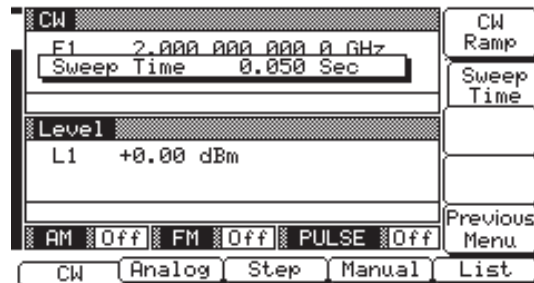 CW
F1 2.000 000 000 0 GHz
Sweep Time 0.050 Sec
Level
L1 +0.00 dBm
AM Off FM Off PULSE Off
CW Analog Step Manual List
CW
Ramp
Sweep
Time
Previous
Menu